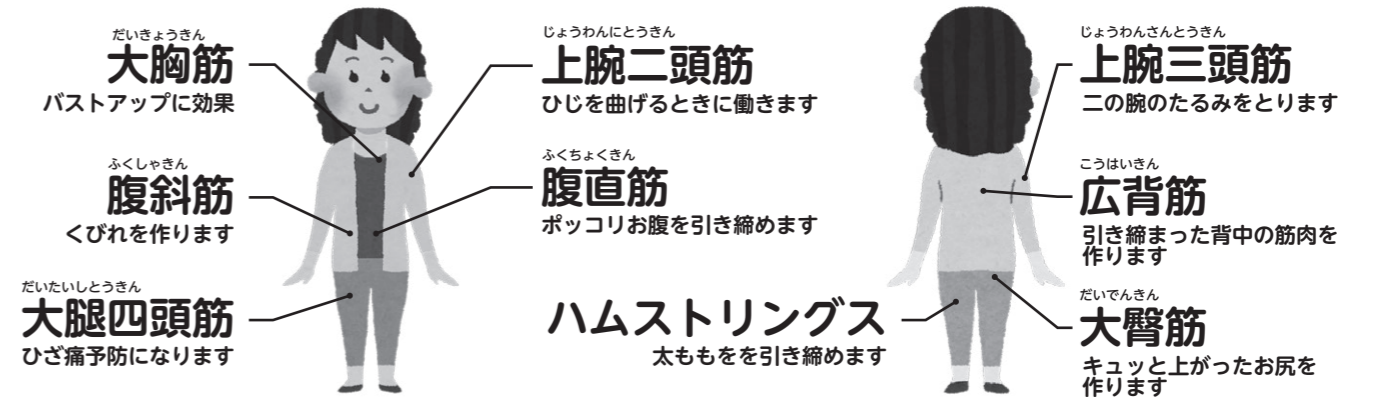 だいきょうきん
大胸筋
バストアップに効果
ふくしゃきん
腹斜筋
くびれを作ります
だいたいしとうきん
大腿四頭筋
ひざ痛予防になります
じょうわんにとうきん
上腕二頭筋
ひじを曲げるときに働きます
ふくちょくきん
腹直筋
ポッコリお腹を引き締めます
ハムストリングス
太ももをを引き締めます
じょうわんさんとうきん
上腕三頭筋
二の腕のたるみをとります
こうはいきん
広背筋
引き締まった背中の筋肉を
作ります
だいでんきん
大臀筋
キュッと上がったお尻を
作ります